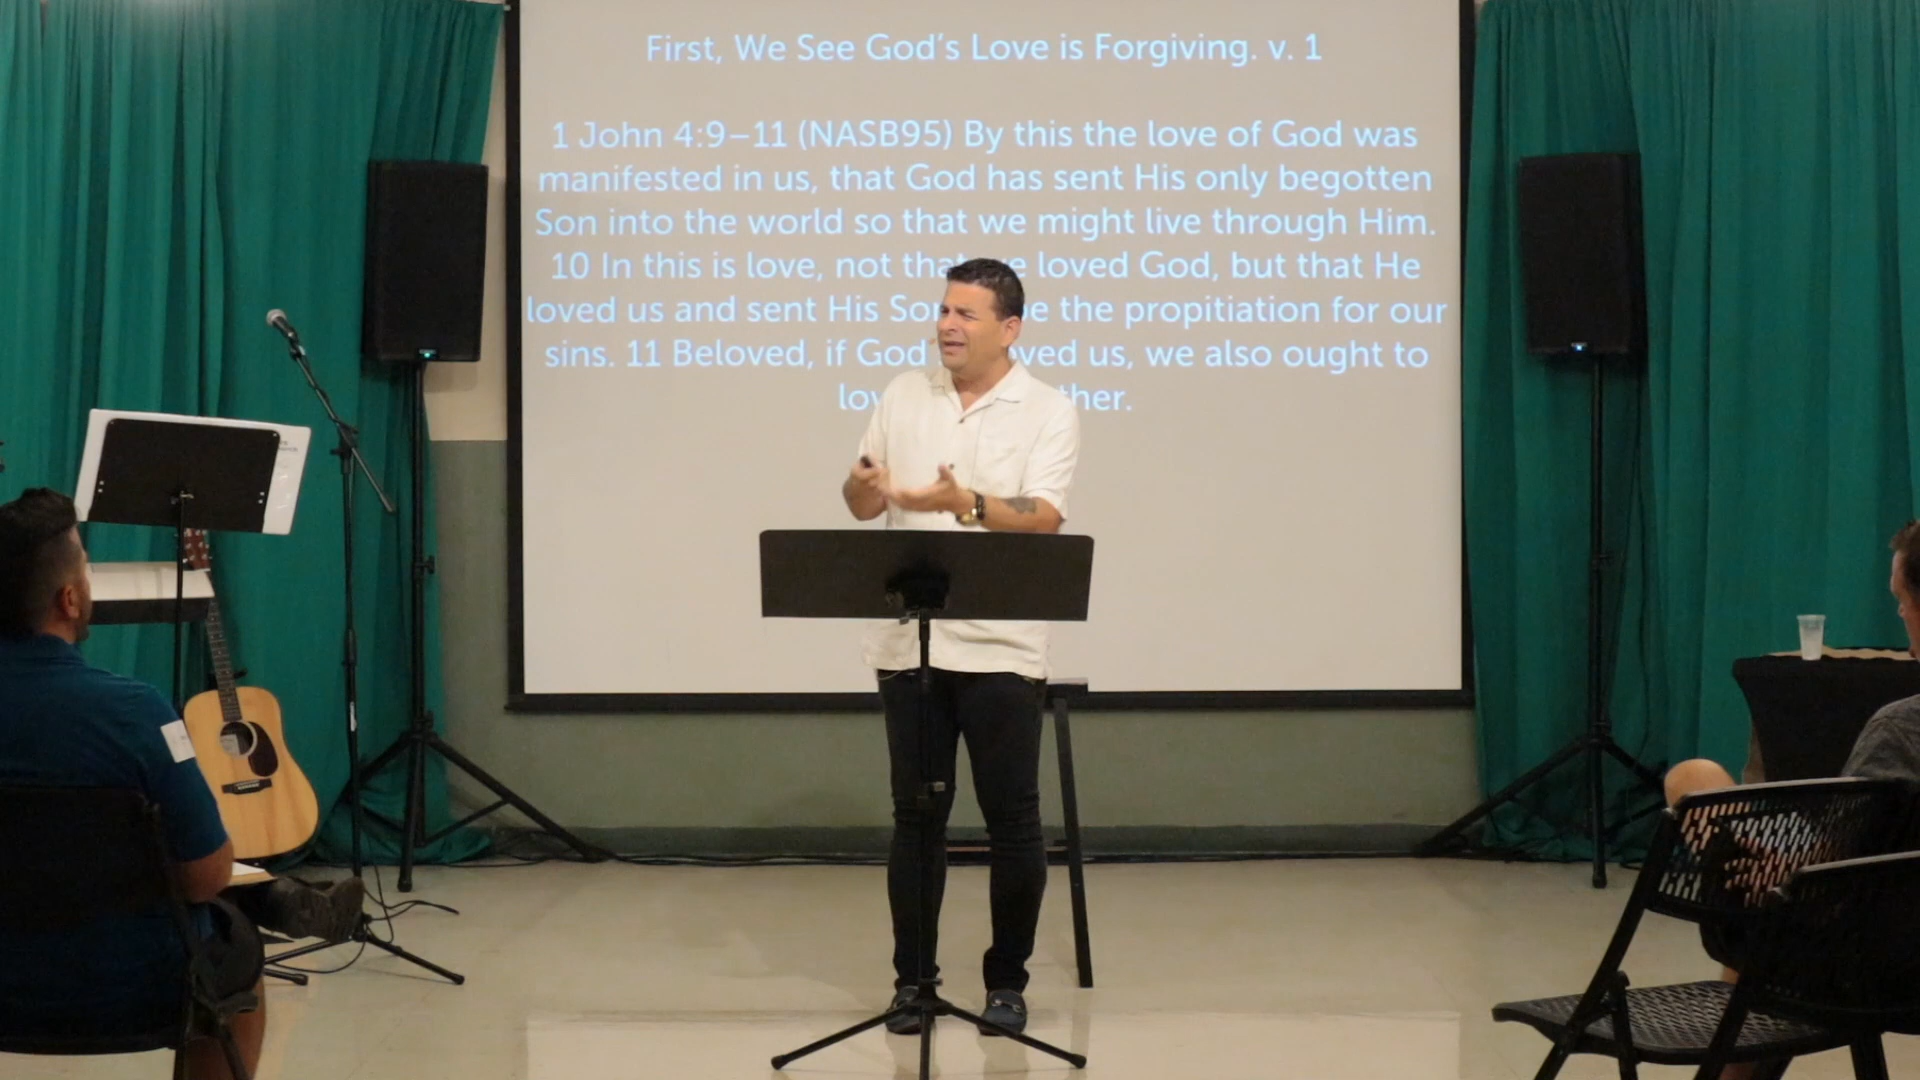 First, We See God's Love is Forgiving. v. 1
1 John 4:9–11 (NASB95) By this the love of God was
manifested in us, that God has sent His only begotten
Son into the world so that we might live through Him.
10 In this is love, not that we loved God, but that He
loved us and sent His Son the propitiation for our
sins. 11 Beloved, if God loved us, we also ought to